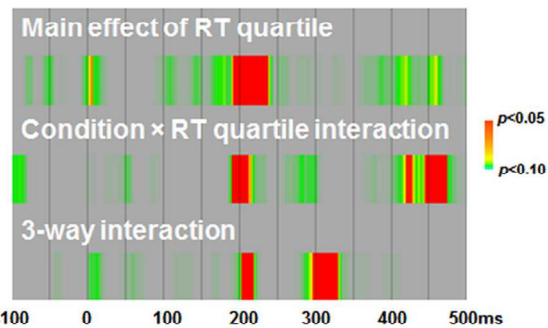 Main effect of RT quartile
Condition × RT quartile interaction
p<0.05
p<0.10
3-way interaction
100 0 100 200 300 400 500ms